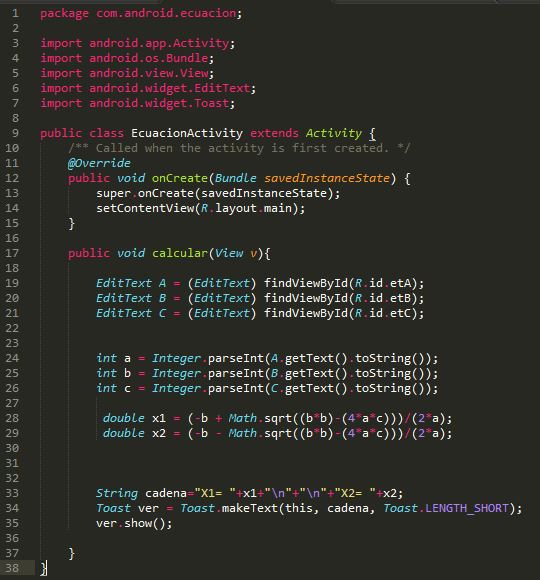 1 package com.android.ecuacion;
2
3 import android.app.Activity;
4 import android.os.Bundle;
5 import android.view.View;
6 import android.widget.EditText;
7 import android.widget.Toast;
8
9 public class EcuacionActivity extends Activity {
10     /** Called when the activity is first created. */
11     @Override
12     public void onCreate(Bundle savedInstanceState) {
13         super.onCreate(savedInstanceState);
14         setContentView(R.layout.main);
15     }
16
17     public void calcular(View v){
18
19         EditText A = (EditText) findViewById(R.id.etA);
20         EditText B = (EditText) findViewById(R.id.etB);
21         EditText C = (EditText) findViewById(R.id.etC);
22
23
24         int a = Integer.parseInt(A.getText().toString());
25         int b = Integer.parseInt(B.getText().toString());
26         int c = Integer.parseInt(C.getText().toString());
27
28          double x1 = (-b + Math.sqrt((b*b)-(4*a*c)))/(2*a);
29          double x2 = (-b - Math.sqrt((b*b)-(4*a*c)))/(2*a);
30
31
32
33         String cadena="X1= "+x1+"\n"+"\n"+"X2= "+x2;
34         Toast ver = Toast.makeText(this, cadena, Toast.LENGTH_SHORT);
35         ver.show();
36
37     }
38 }